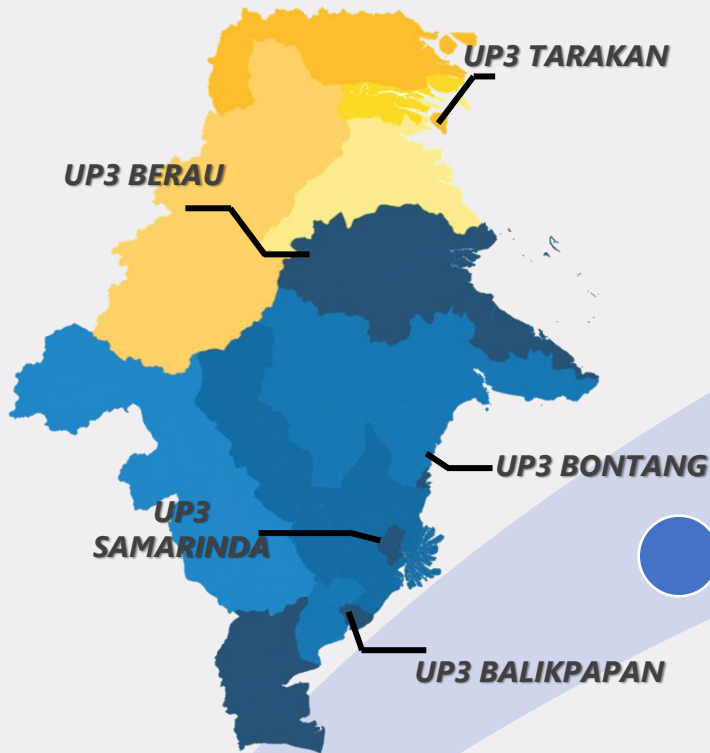 UP3 TARAKAN
UP3 BERAU
UP3 BONTANG
UP3
SAMARINDA
UP3 BALIKPAPAN